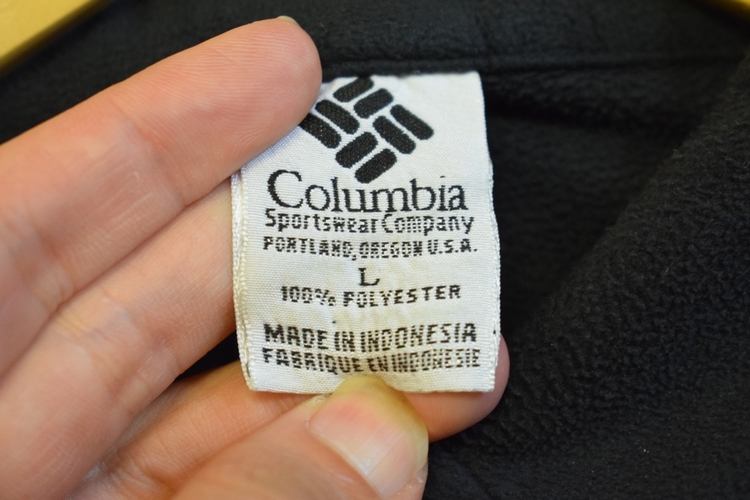 Columbia
Sportswear Company
PORTLAND, OREGON U.S.A.
L
100% POLYESTER
MADE IN INDONESIA
FABRIQUE EN INDONESIE